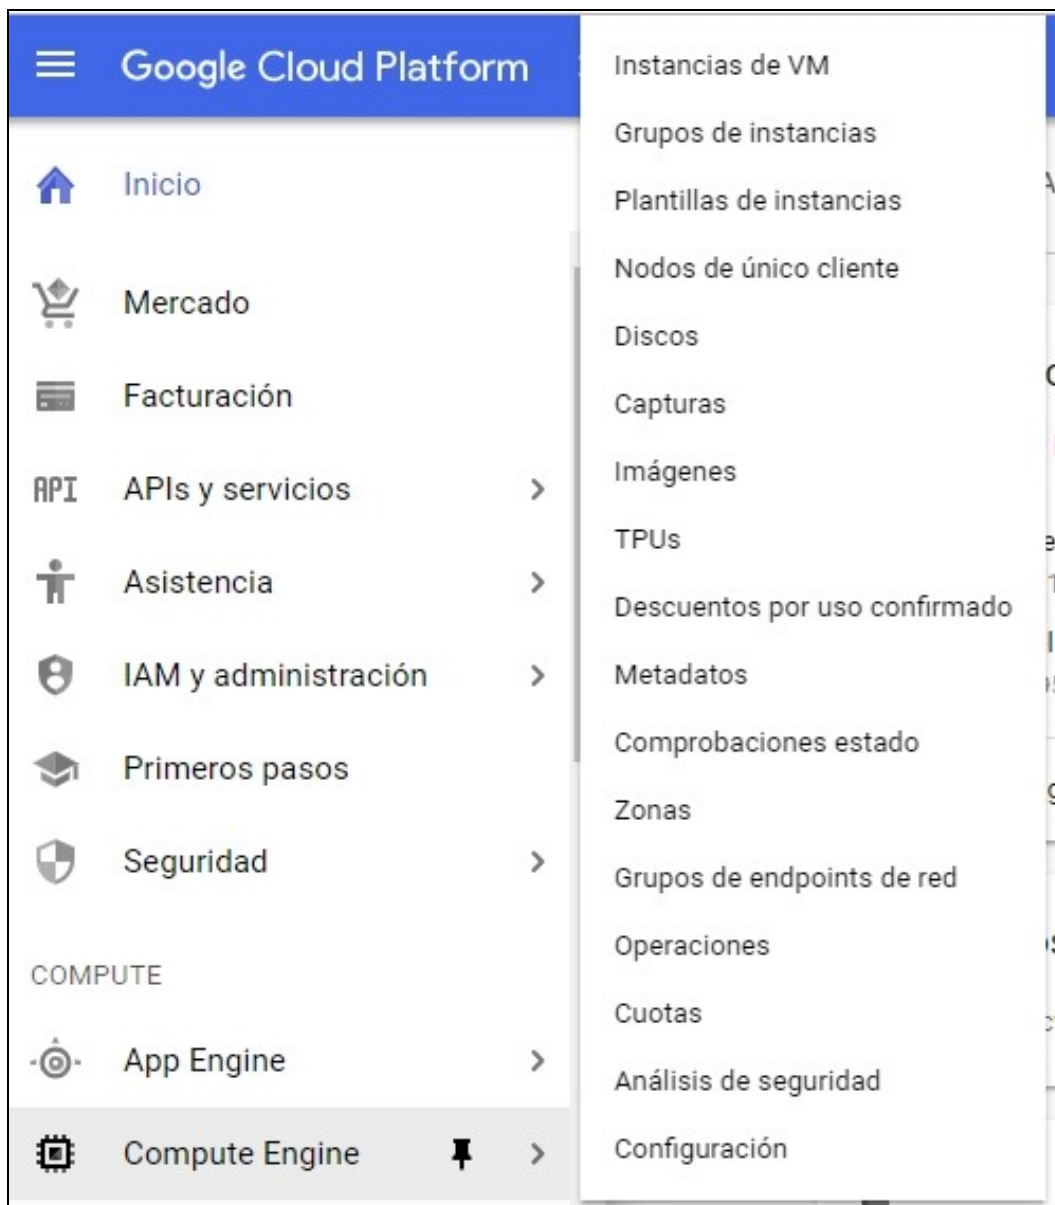 Google Cloud Platform
Inicio
Mercado
Facturación
API APIs y servicios
Asistencia
IAM y administración
Primeros pasos
Seguridad
COMPUTE
App Engine
Compute Engine
Instancias de VM
Grupos de instancias
Plantillas de instancias
Nodos de único cliente
Discos
Capturas
Imágenes
TPUs
Descuentos por uso confirmado
Metadatos
Comprobaciones estado
Zonas
Grupos de endpoints de red
Operaciones
Cuotas
Análisis de seguridad
Configuración